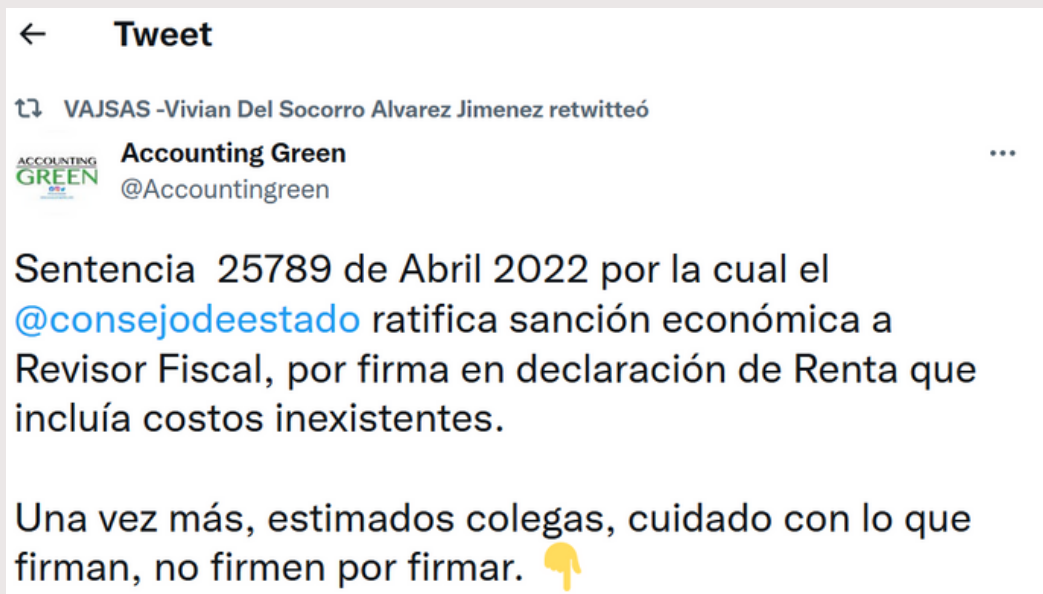 Tweet
VAJSAS -Vivian Del Socorro Alvarez Jimenez retwitteó
ACCOUNTING
GREEN
Accounting Green
@Accountingreen
Sentencia 25789 de Abril 2022 por la cual el
@consejodeestado ratifica sanción económica a
Revisor Fiscal, por firma en declaración de Renta que
incluía costos inexistentes.
Una vez más, estimados colegas, cuidado con lo que
firman, no firmen por firmar. 👇